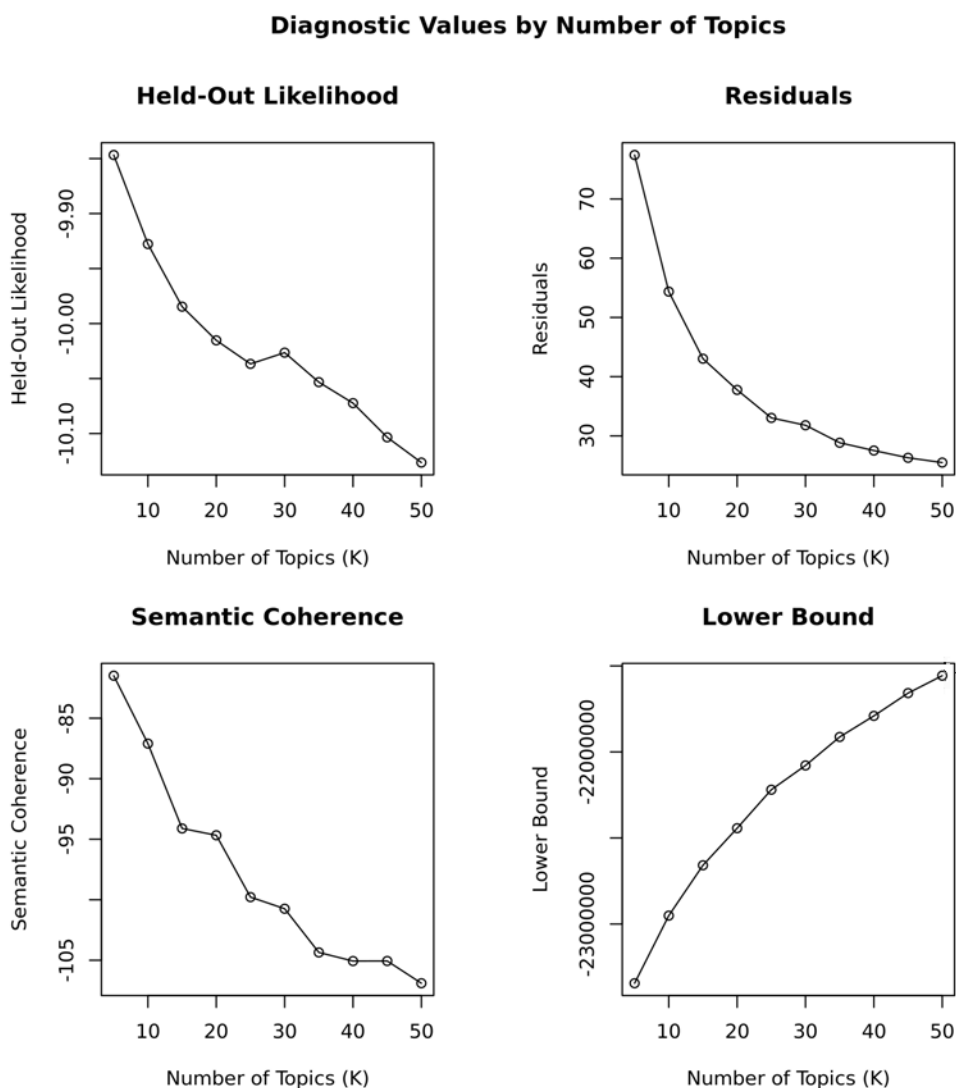 Diagnostic Values by Number of Topics
Held-Out Likelihood
Held-Out Likelihood
-9.90
-10.00
-10.10
10 20 30 40 50
Number of Topics (K)
Residuals
Residuals
70
60
50
40
30
10 20 30 40 50
Number of Topics (K)
Semantic Coherence
Semantic Coherence
-85
-90
-95
-105
10 20 30 40 50
Number of Topics (K)
Lower Bound
Lower Bound
-22000000
-23000000
10 20 30 40 50
Number of Topics (K)